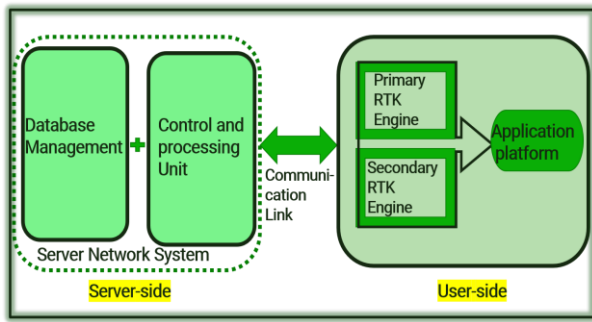 Database
Management
+
Control and
processing
Unit
Server Network System
Server-side
Communi-
cation
Link
Primary
RTK
Engine
Secondary
RTK
Engine
Application
platform
User-side